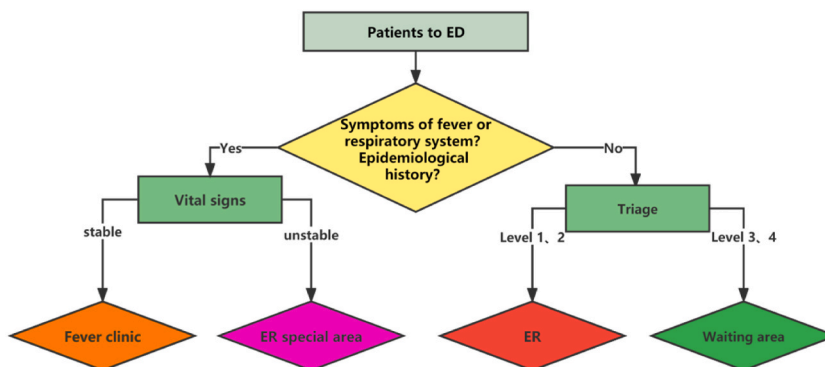 Patients to ED
Symptoms of fever or
respiratory system?
Epidemiological
history?
Yes
No
Vital signs
Triage
stable
unstable
Level 1、2
Level 3、4
Fever clinic
ER special area
ER
Waiting area